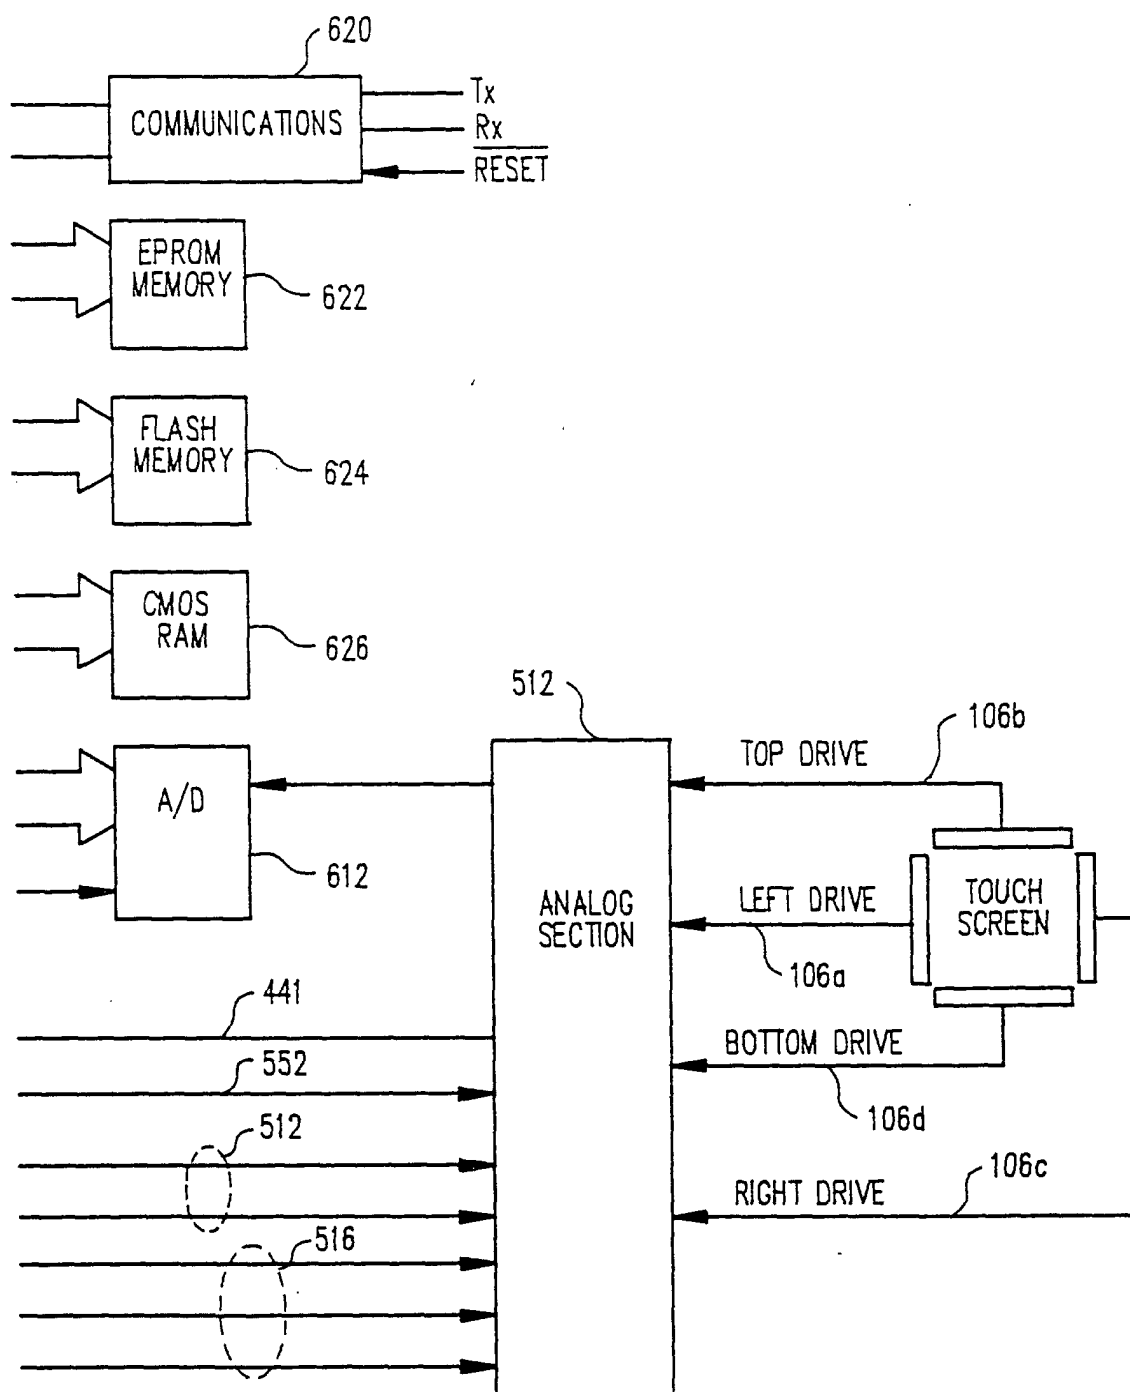 620
COMMUNICATIONS
Tx
Rx
RESET
EPROM
MEMORY
622
FLASH
MEMORY
624
CMOS
RAM
626
512
106b
TOP DRIVE
A/D
612
ANALOG
SECTION
LEFT DRIVE
106a
TOUCH
SCREEN
441
BOTTOM DRIVE
552
106d
512
106c
RIGHT DRIVE
516